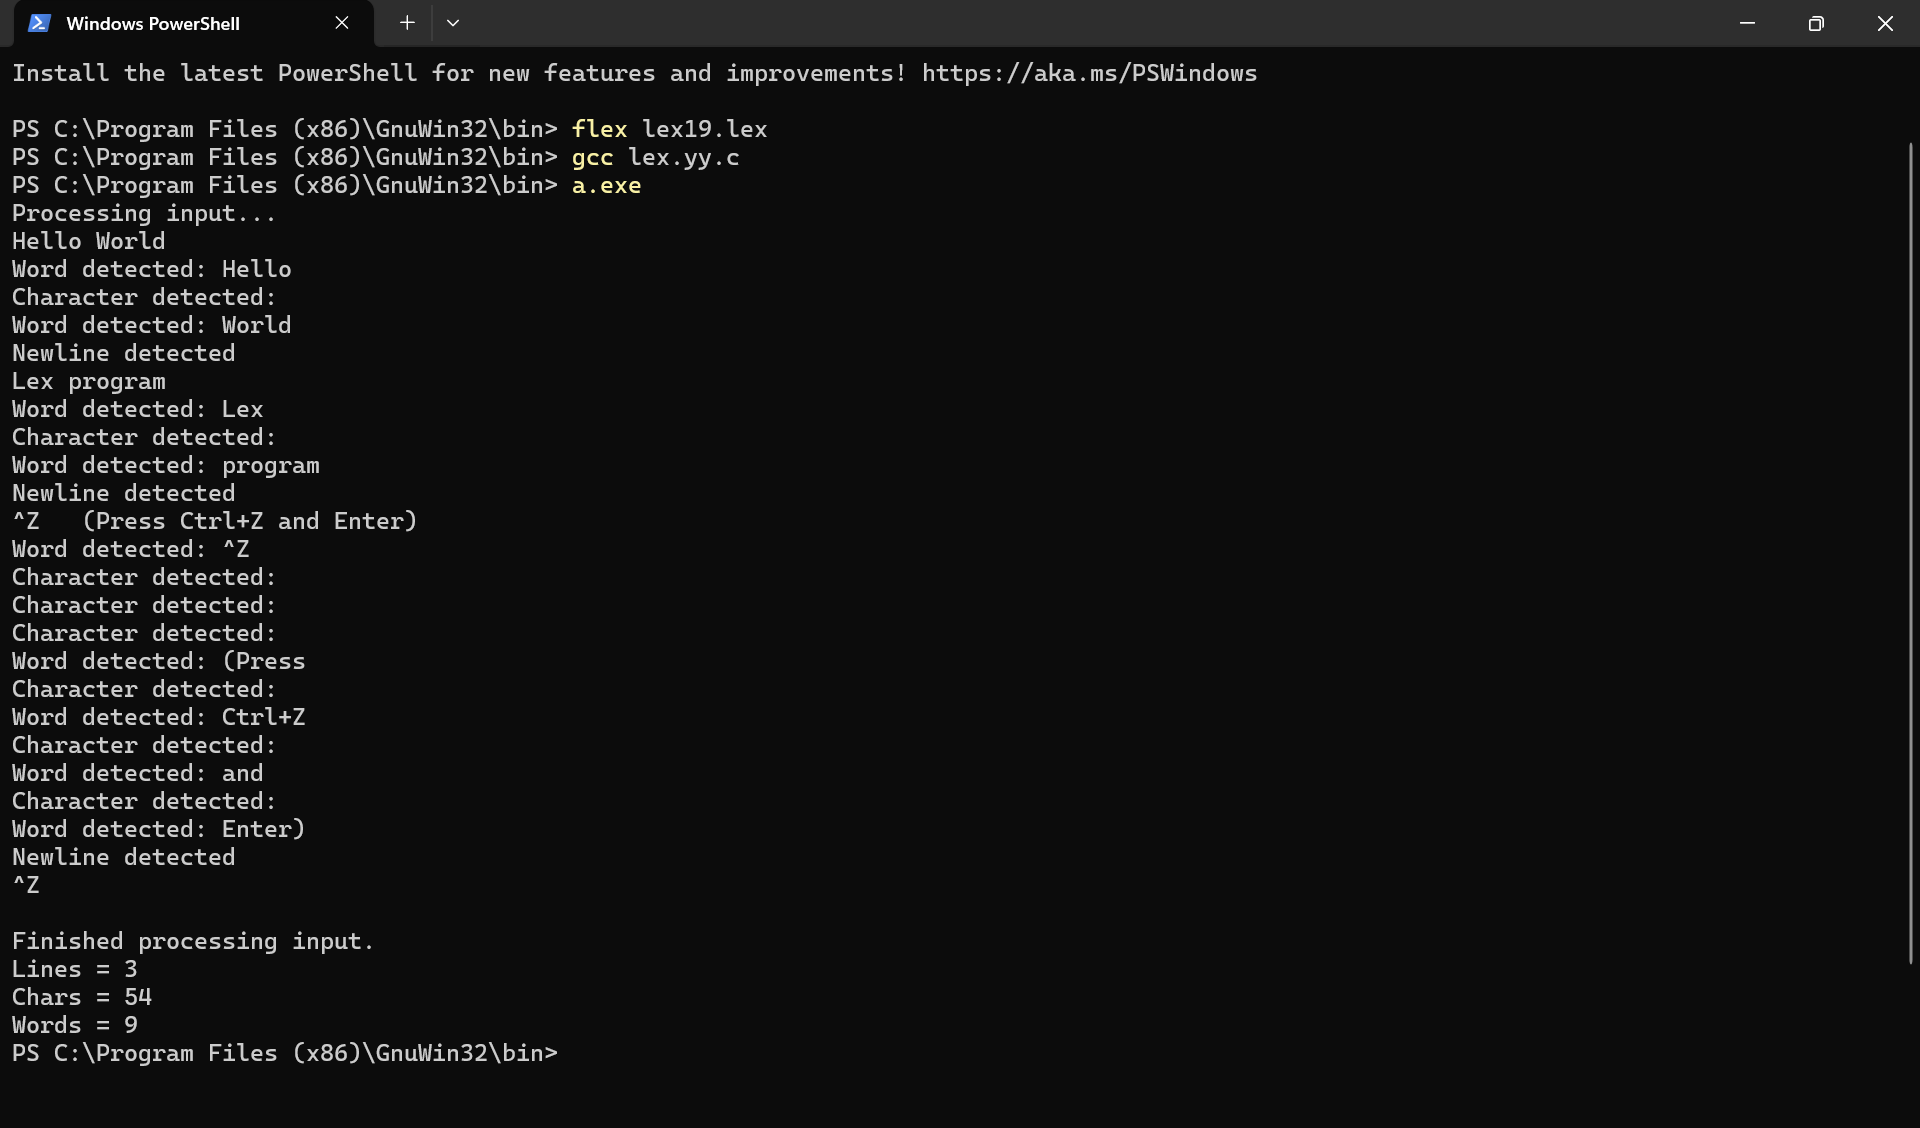 Windows PowerShell
Install the latest PowerShell for new features and improvements! https://aka.ms/PSWindows
PS C:\Program Files (x86)\GnuWin32\bin> flex lex19.lex
PS C:\Program Files (x86)\GnuWin32\bin> gcc lex.yy.c
PS C:\Program Files (x86)\GnuWin32\bin> a.exe
Processing input...
Hello World
Word detected: Hello
Character detected:
Word detected: World
Newline detected
Lex program
Word detected: Lex
Character detected:
Word detected: program
Newline detected
^Z   (Press Ctrl+Z and Enter)
Word detected: ^Z
Character detected:
Character detected:
Character detected:
Word detected: (Press
Character detected:
Word detected: Ctrl+Z
Character detected:
Word detected: and
Character detected:
Word detected: Enter)
Newline detected
^Z
Finished processing input.
Lines = 3
Chars = 54
Words = 9
PS C:\Program Files (x86)\GnuWin32\bin>